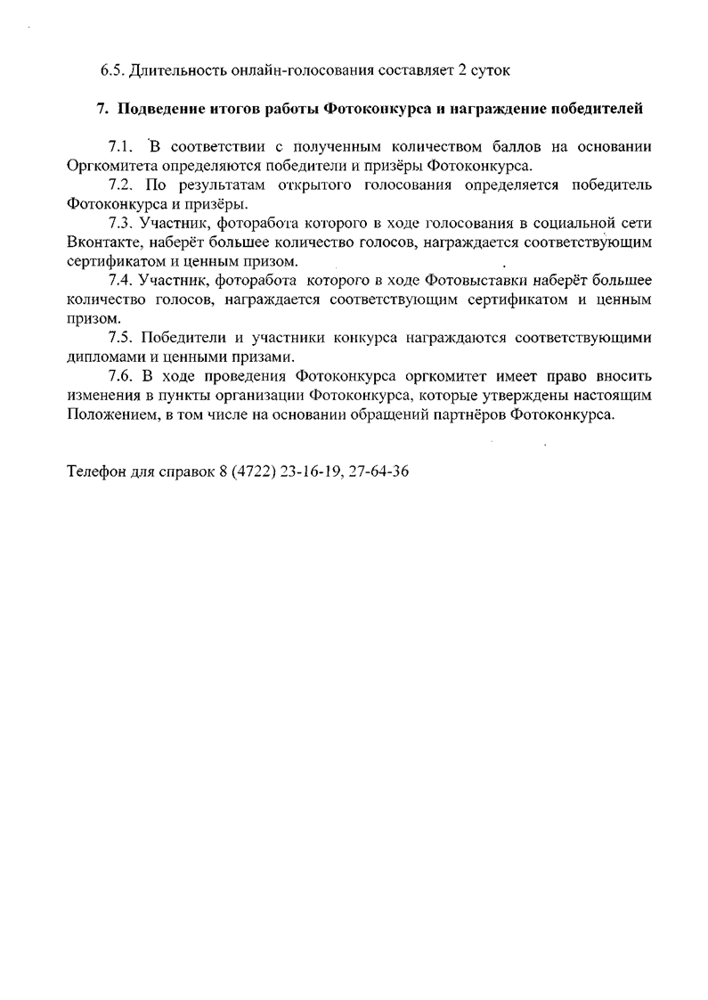 6.5. Длительность онлайн-голосования составляет 2 суток
7. Подведение итогов работы Фотоконкурса и награждение победителей
7.1. В соответствии с полученным количеством баллов на основании
Оргкомитета определяются победители и призёры Фотоконкурса.
7.2. По результатам открытого голосования определяется победитель
Фотоконкурса и призёры.
7.3. Участник, фоторабота которого в ходе голосования в социальной сети
Вконтакте, наберёт большее количество голосов, награждается соответствующим
сертификатом и ценным призом.
7.4. Участник, фоторабота которого в ходе Фотовыставки наберёт большее
количество голосов, награждается соответствующим сертификатом и ценным
призом.
7.5. Победители и участники конкурса награждаются соответствующими
дипломами и ценными призами.
7.6. В ходе проведения Фотоконкурса оргкомитет имеет право вносить
изменения в пункты организации Фотоконкурса, которые утверждены настоящим
Положением, в том числе на основании обращений партнёров Фотоконкурса.
Телефон для справок 8 (4722) 23-16-19, 27-64-36